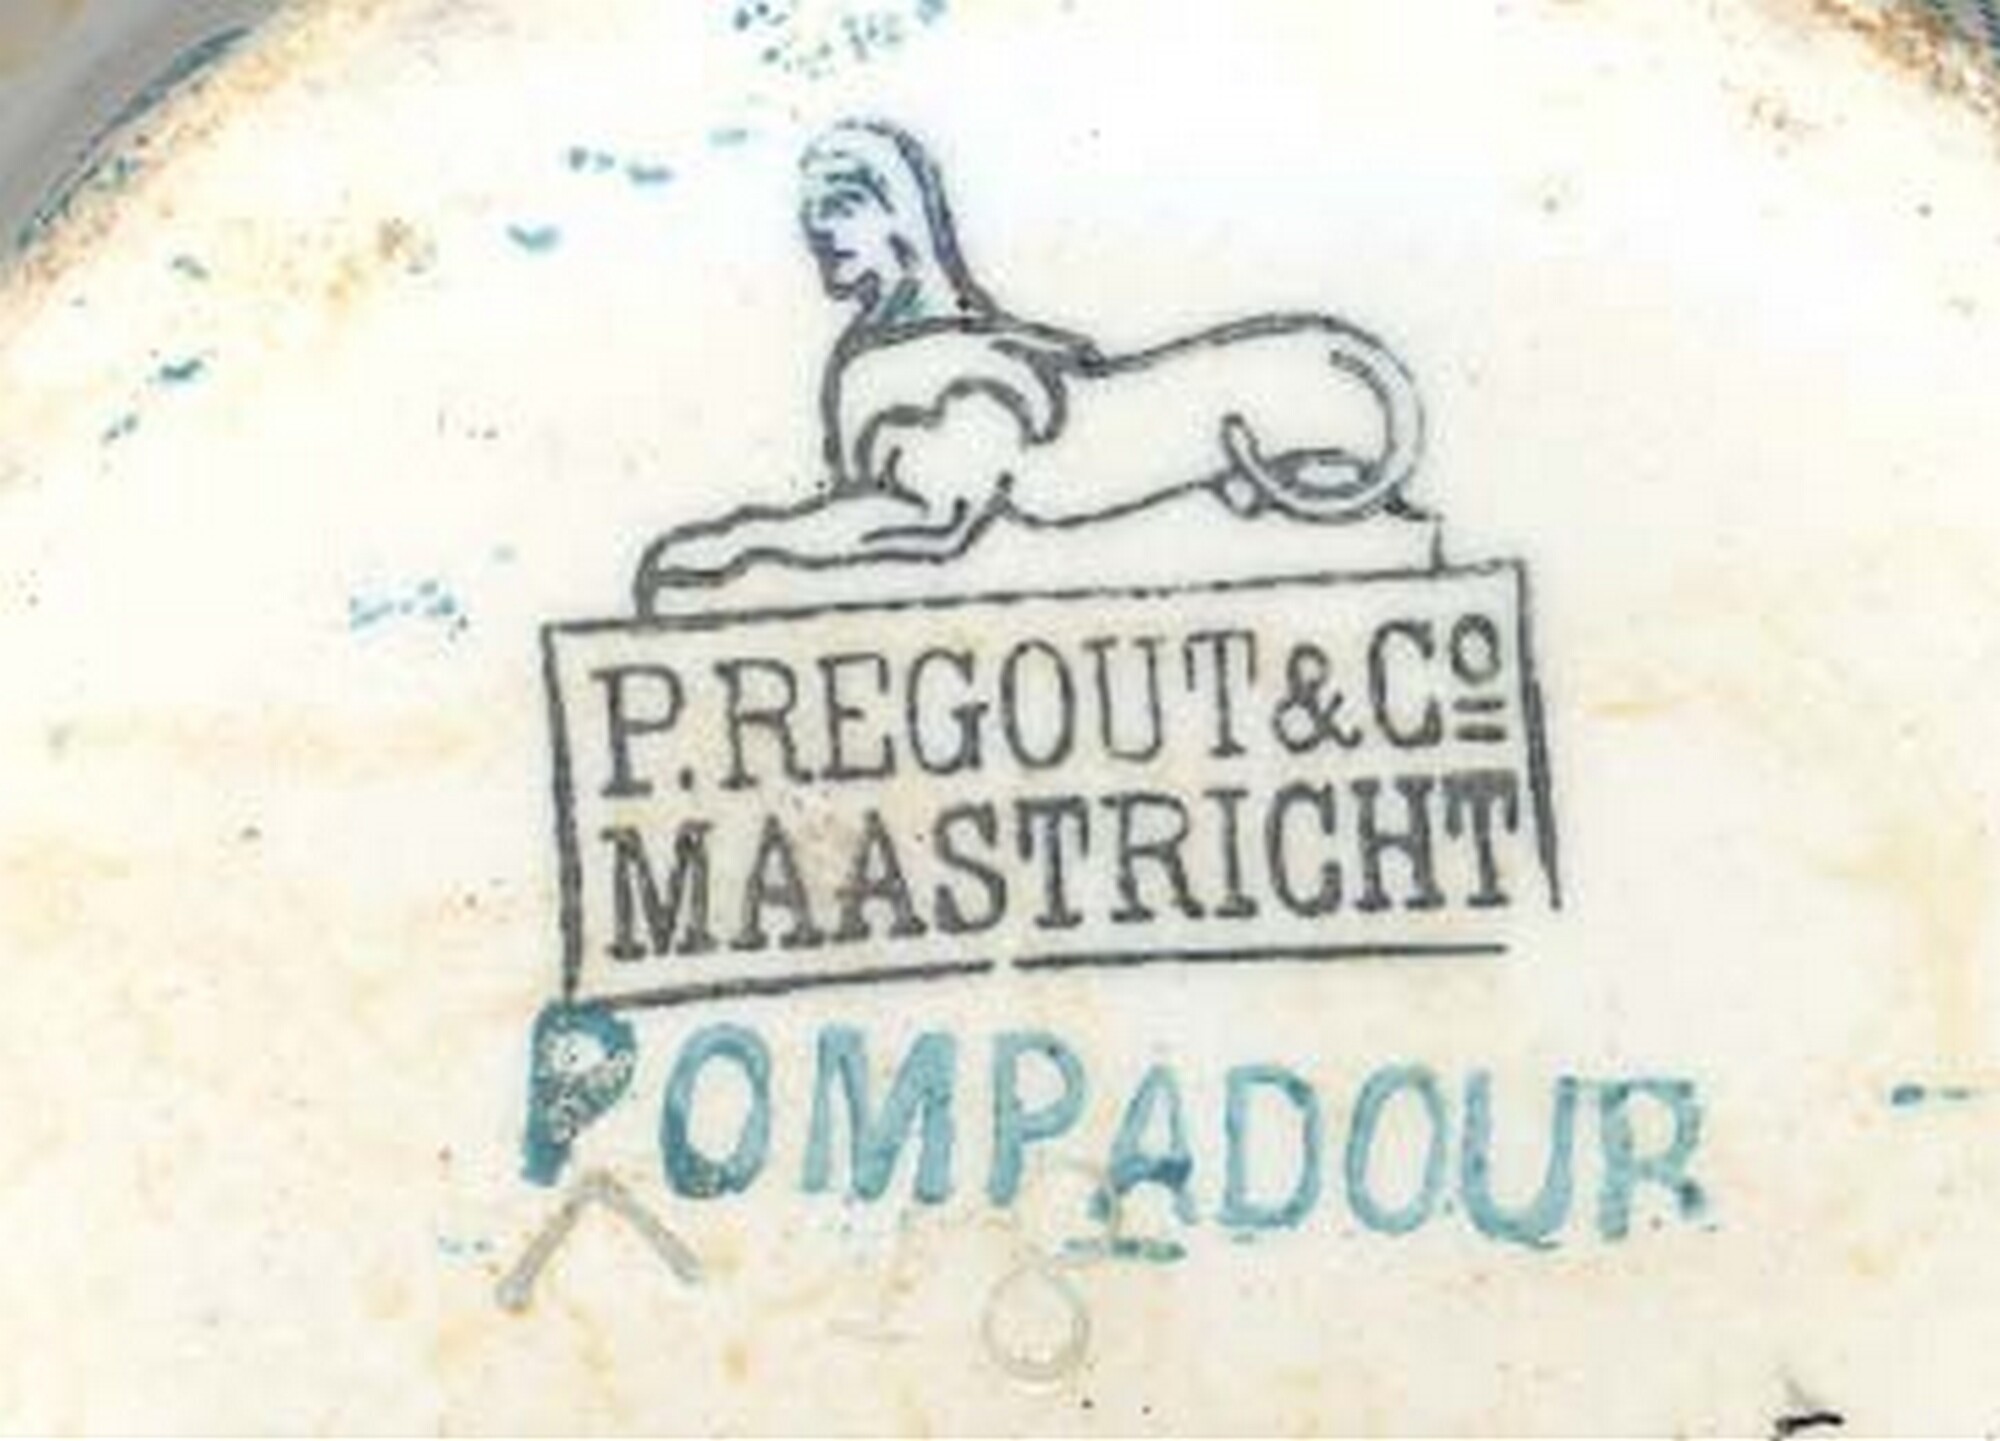 P. REGOUT & Cº
MAASTRICHT
POMPADOUR